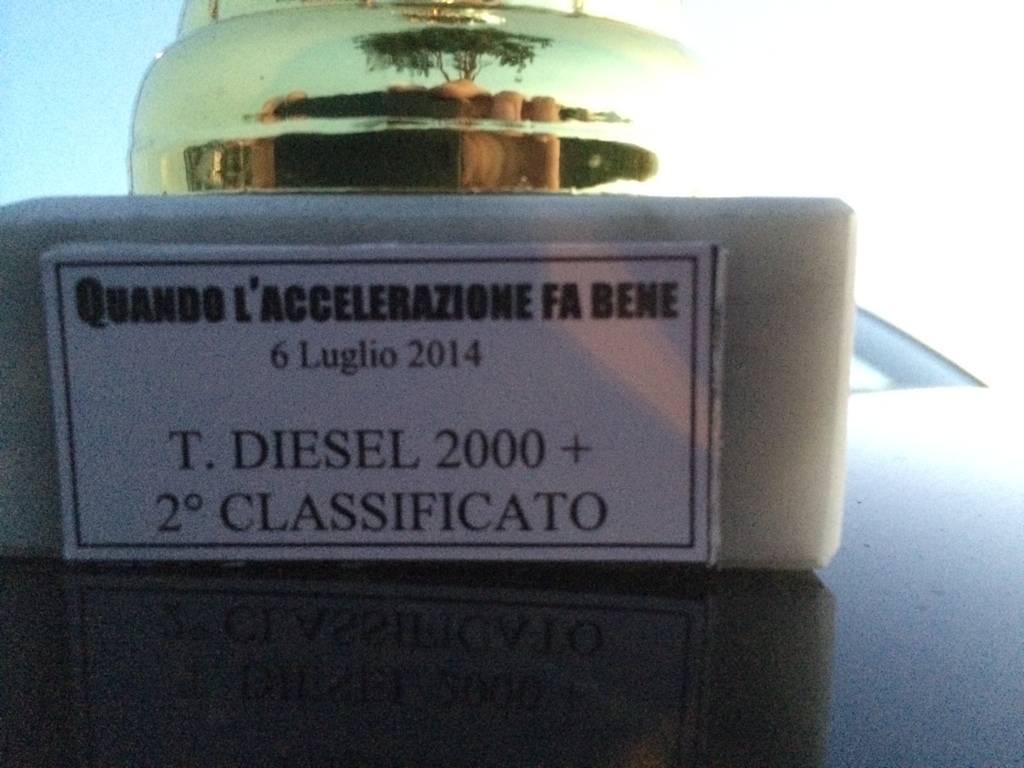 QUANDO L'ACCELERAZIONE FA BENE
6 Luglio 2014
T. DIESEL 2000 +
2° CLASSIFICATO